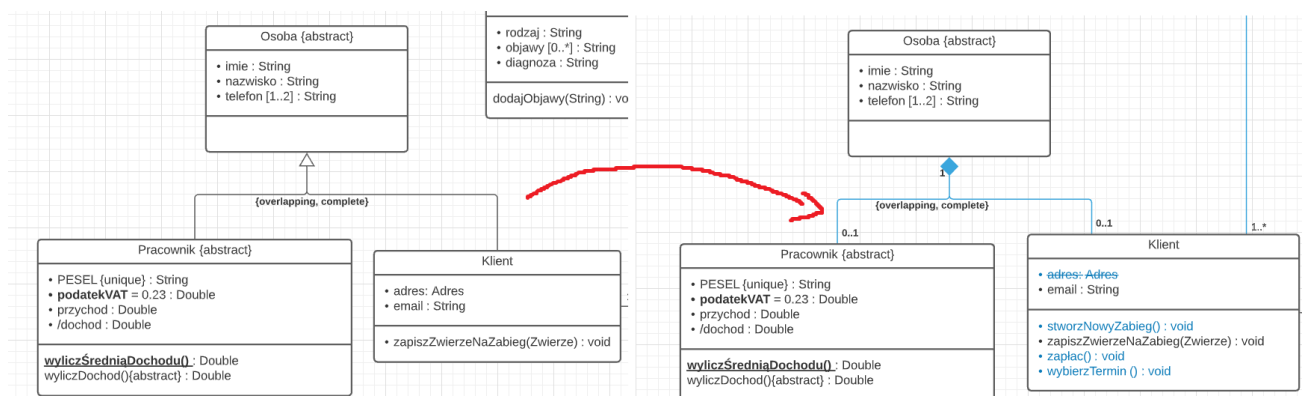 Osoba {abstract}
• imie : String
• nazwisko : String
• telefon [1..2] : String
• rodzaj : String
• objawy [0..*] : String
• diagnoza : String
dodajObjawy(String) : vo
{overlapping, complete}
Pracownik {abstract}
• PESEL {unique} : String
• podatekVAT = 0.23 : Double
• przychod : Double
• /dochod : Double
wyliczŚredniąDochodu() : Double
wyliczDochod(){abstract} : Double
Klient
• adres: Adres
• email : String
• zapiszZwierzeNaZabieg(Zwierze) : void
Osoba {abstract}
• imie : String
• nazwisko : String
• telefon [1..2] : String
1
{overlapping, complete}
0..1
0..1
1..*
Pracownik {abstract}
• PESEL {unique} : String
• podatekVAT = 0.23 : Double
• przychod : Double
• /dochod : Double
wyliczŚredniąDochodu() : Double
wyliczDochod(){abstract} : Double
Klient
• adres: Adres
• email : String
• stworzNowyZabieg() : void
• zapiszZwierzeNaZabieg(Zwierze) : void
• zapłac() : void
• wybierzTermin () : void